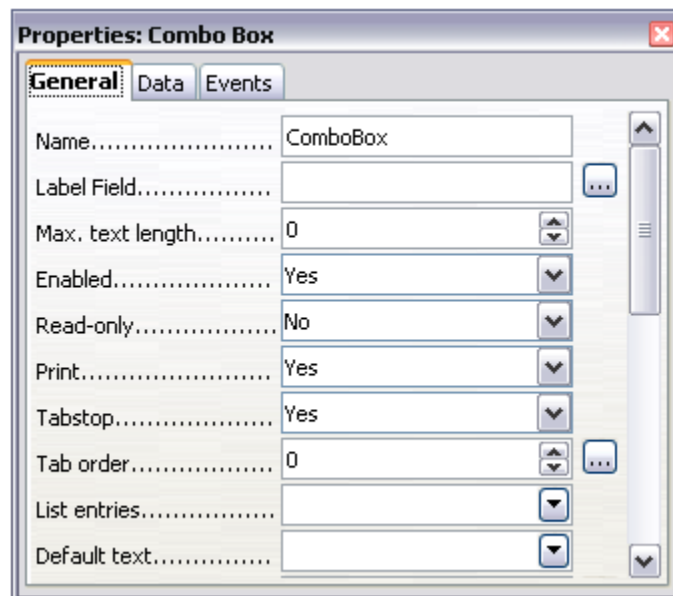 Properties: Combo Box
General Data Events
Name....................... ComboBox
Label Field.................
Max. text length.......... 0
Enabled..................... Yes
Read-only.................. No
Print........................ Yes
Tabstop.................... Yes
Tab order.................. 0
List entries.................
Default text...............